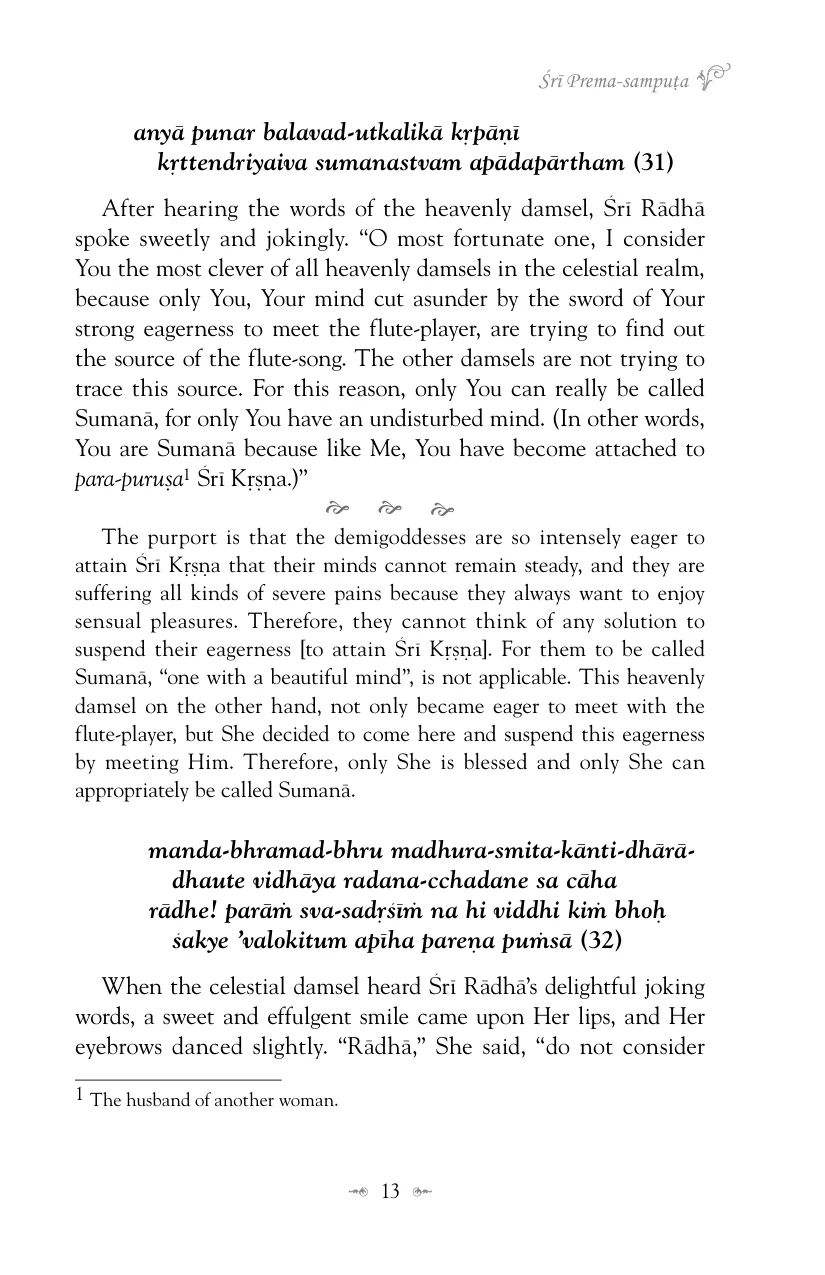 Śrī Prema-sampuṭa
anyā punar balavad-utkalikā kṛpāṇī
kṛttendriyaiva sumanastvam apādapārtham (31)
After hearing the words of the heavenly damsel, Śrī Rādhā
spoke sweetly and jokingly. “O most fortunate one, I consider
You the most clever of all heavenly damsels in the celestial realm,
because only You, Your mind cut asunder by the sword of Your
strong eagerness to meet the flute-player, are trying to find out
the source of the flute-song. The other damsels are not trying to
trace this source. For this reason, only You can really be called
Sumanā, for only You have an undisturbed mind. (In other words,
You are Sumanā because like Me, You have become attached to
para-puruṣa1 Śrī Kṛṣṇa.)”
The purport is that the demigoddesses are so intensely eager to
attain Śrī Kṛṣṇa that their minds cannot remain steady, and they are
suffering all kinds of severe pains because they always want to enjoy
sensual pleasures. Therefore, they cannot think of any solution to
suspend their eagerness [to attain Śrī Kṛṣṇa]. For them to be called
Sumanā, “one with a beautiful mind”, is not applicable. This heavenly
damsel on the other hand, not only became eager to meet with the
flute-player, but She decided to come here and suspend this eagerness
by meeting Him. Therefore, only She is blessed and only She can
appropriately be called Sumanā.
manda-bhramad-bhru madhura-smita-kānti-dhārā-
dhaute vidhāya radana-cchadane sa cāha
rādhe! parāṁ sva-sadṛśīṁ na hi viddhi kiṁ bhoḥ
śakye ’valokitum apīha pareṇa puṁsā (32)
When the celestial damsel heard Śrī Rādhā’s delightful joking
words, a sweet and effulgent smile came upon Her lips, and Her
eyebrows danced slightly. “Rādhā,” She said, “do not consider
1 The husband of another woman.
13